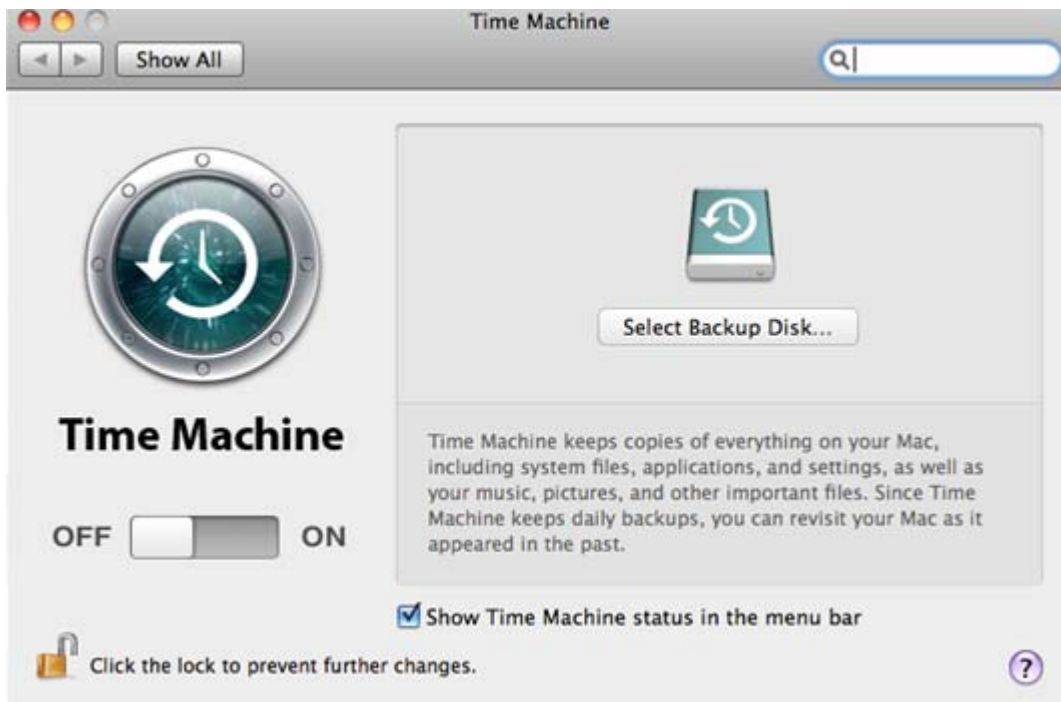 Time Machine
Show All
Select Backup Disk...
Time Machine
Time Machine keeps copies of everything on your Mac,
including system files, applications, and settings, as well as
your music, pictures, and other important files. Since Time
Machine keeps daily backups, you can revisit your Mac as it
appeared in the past.
OFF ON
Show Time Machine status in the menu bar
Click the lock to prevent further changes.
?